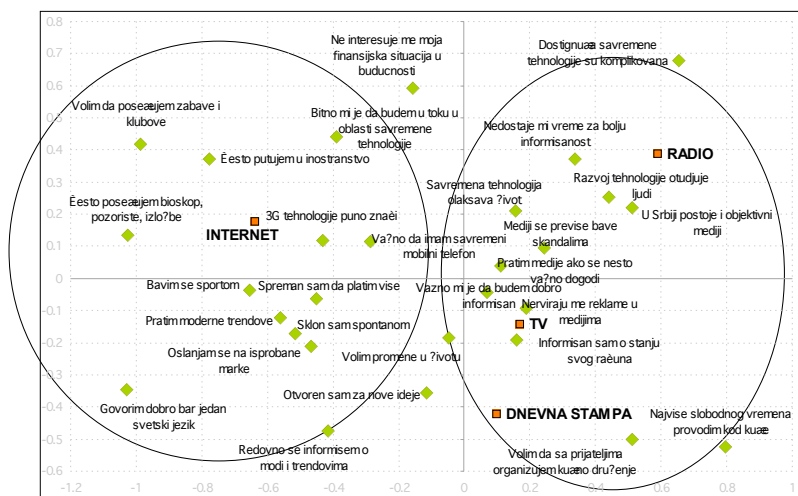 0.8
0.7
0.6
0.5
0.4
0.3
0.2
0.1
0
-0.1
-0.2
-0.3
-0.4
-0.5
-0.6
Ne interesuje me moja
finansijska situacija u
buducnosti
Dostignuæa savremene
tehnologije su komplikovana
Volim da poseæujem zabave i
klubove
Bitno mi je da budem u toku u
oblasti savremene
tehnologije
Nedostaje mi vreme za bolju
informisanost
RADIO
Èesto putujem u inostranstvo
Razvoj tehnologije otudjuje
ljudi
Savremena tehnologija
olaksava ?ivot
U Srbiji postoje i objektivni
mediji
Èesto poseæujem bioskop,
pozoriste, izlo?be
3G tehnologije puno znaèi
INTERNET
Mediji se previse bave
skandalima
Va?no da imam savremeni
mobilni telefon
Pratim medije ako se nesto
va?no dogodi
Bavim se sportom
Spreman sam da platim vise
Vazno mi je da budem dobro
informisan
Nerviraju me reklame u
medijima
Pratim moderne trendove
Sklon sam spontanom
TV
Oslanjam se na isprobane
marke
Volim promene u ?ivotu
Informisan sam o stanju
svog raèuna
Govorim dobro bar jedan
svetski jezik
Otvoren sam za nove ideje
DNEVNA STAMPA
Najvise slobodnog vremena
provodim kod kuæe
Redovno se informisem o
modi i trendovima
Volim da sa prijateljima
organizujem kuæno dru?enje
-1.2 -1 -0.8 -0.6 -0.4 -0.2 0 0.2 0.4 0.6 0.8 1